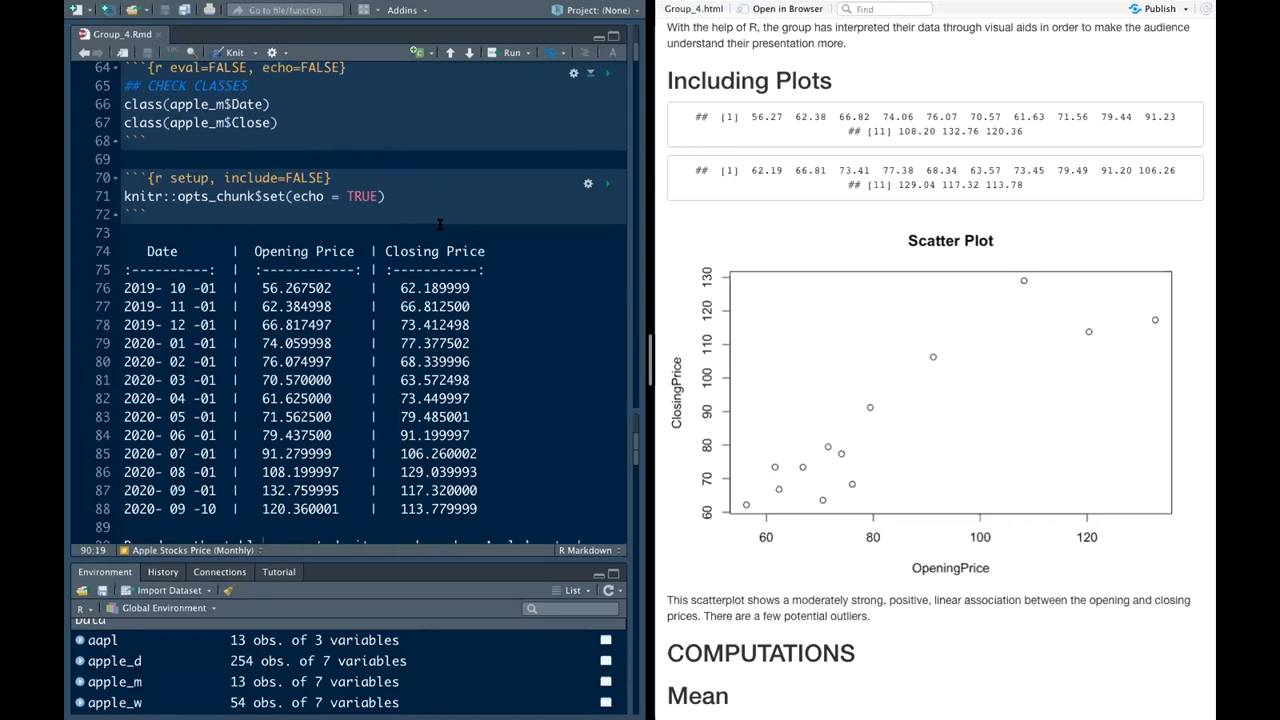 Go to file/function
Addins
Project: (None)
Group_4.Rmd
Knit
Run
64 ```{r eval=FALSE, echo=FALSE}
65 ## CHECK CLASSES
66 class(apple_m$Date)
67 class(apple_m$Close)
68 ```
69
70 ```{r setup, include=FALSE}
71 knitr::opts_chunk$set(echo = TRUE)
72 ```
73
74 Date | Opening Price | Closing Price
75 :----------: | :------------: | :-----------:
76 2019- 10 -01 | 56.267502 | 62.189999
77 2019- 11 -01 | 62.384998 | 66.812500
78 2019- 12 -01 | 66.817497 | 73.412498
79 2020- 01 -01 | 74.059998 | 77.377502
80 2020- 02 -01 | 76.074997 | 68.339996
81 2020- 03 -01 | 70.570000 | 63.572498
82 2020- 04 -01 | 61.625000 | 73.449997
83 2020- 05 -01 | 71.562500 | 79.485001
84 2020- 06 -01 | 79.437500 | 91.199997
85 2020- 07 -01 | 91.279999 | 106.260002
86 2020- 08 -01 | 108.199997 | 129.039993
87 2020- 09 -01 | 132.759995 | 117.320000
88 2020- 09 -10 | 120.360001 | 113.779999
89
90:19 Apple Stocks Price (Monthly) R Markdown
Environment History Connections Tutorial
Import Dataset List
R Global Environment
Data
aapl 13 obs. of 3 variables
apple_d 254 obs. of 7 variables
apple_m 13 obs. of 7 variables
apple_w 54 obs. of 7 variables
Group_4.html Open in Browser Find Publish
With the help of R, the group has interpreted their data through visual aids in order to make the audience
understand their presentation more.
Including Plots
## [1] 56.27 62.38 66.82 74.06 76.07 70.57 61.63 71.56 79.44 91.23
## [11] 108.20 132.76 120.36
## [1] 62.19 66.81 73.41 77.38 68.34 63.57 73.45 79.49 91.20 106.26
## [11] 129.04 117.32 113.78
Scatter Plot
130
120
110
100
90
80
70
60
ClosingPrice
60 80 100 120
OpeningPrice
This scatterplot shows a moderately strong, positive, linear association between the opening and closing
prices. There are a few potential outliers.
COMPUTATIONS
Mean